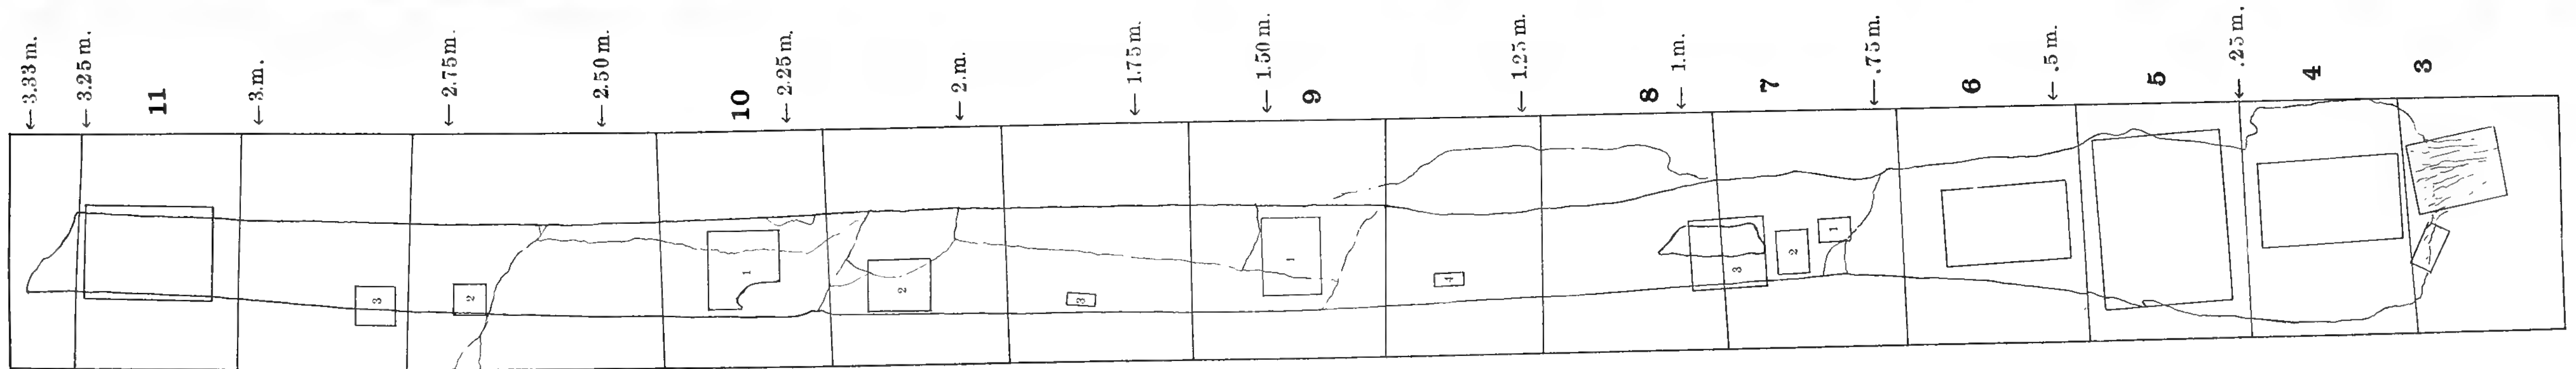 ←3.33 m.
←3.25 m.
11
←3.m.
←2.75 m.
←2.50 m.
10
←2.25 m.
←2.m.
←1.75 m.
←1.50 m.
9
←1.25 m.
8
←1.m.
7
←.75 m.
6
←.5 m.
5
←.25 m.
4
3
3
2
1
2
3
1
4
3
2
1